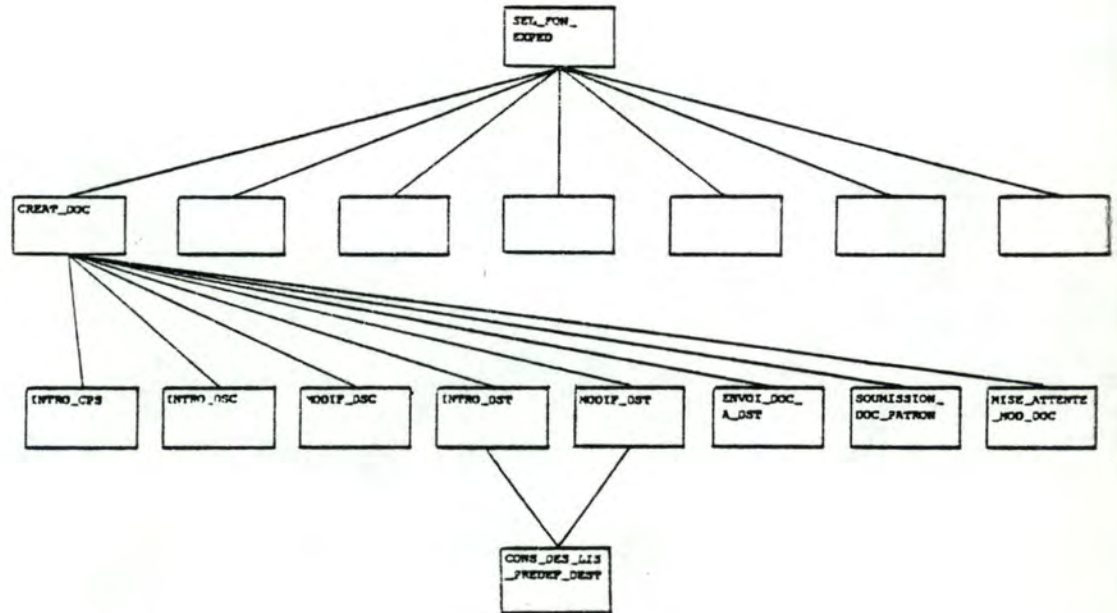 SEL_FON_
EXPED
CREAT_DOC
INTRO_CPS
INTRO_DSC
MODIF_DSC
INTRO_DST
MODIF_DST
ENVOI_DOC_
A_DST
SOUMISSION_
DOC_PATRON
MISE_ATTENTE
_MOD_DOC
CONS_DES_LIS
_PREDEF_DEST